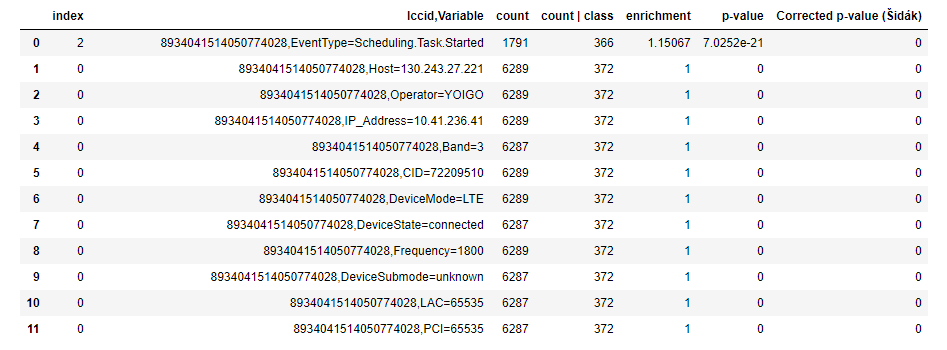 index Iccid,Variable count count | class enrichment p-value Corrected p-value (Šidák)
0 2 8934041514050774028,EventType=Scheduling.Task.Started 1791 366 1.15067 7.0252e-21 0
1 0 8934041514050774028,Host=130.243.27.221 6289 372 1 0 0
2 0 8934041514050774028,Operator=YOIGO 6289 372 1 0 0
3 0 8934041514050774028,IP_Address=10.41.236.41 6289 372 1 0 0
4 0 8934041514050774028,Band=3 6287 372 1 0 0
5 0 8934041514050774028,CID=72209510 6289 372 1 0 0
6 0 8934041514050774028,DeviceMode=LTE 6289 372 1 0 0
7 0 8934041514050774028,DeviceState=connected 6287 372 1 0 0
8 0 8934041514050774028,Frequency=1800 6289 372 1 0 0
9 0 8934041514050774028,DeviceSubmode=unknown 6287 372 1 0 0
10 0 8934041514050774028,LAC=65535 6287 372 1 0 0
11 0 8934041514050774028,PCI=65535 6287 372 1 0 0